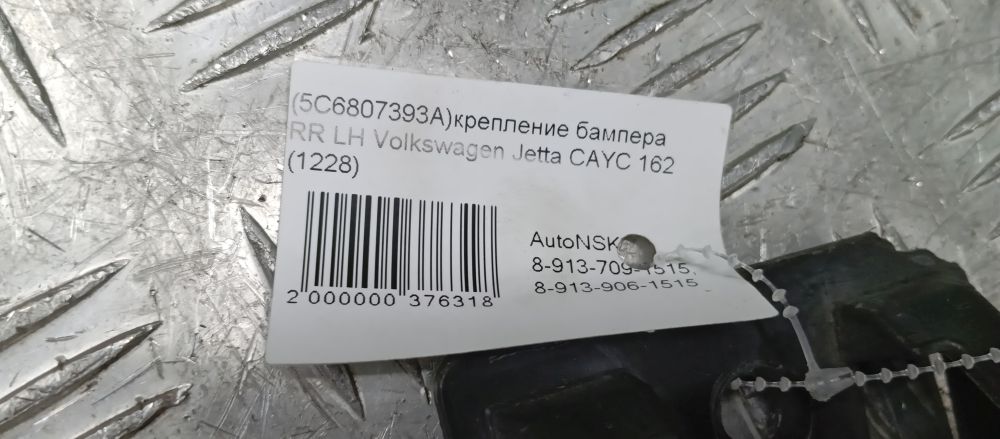 (5C6807393A)крепление бампера
RR LH Volkswagen Jetta CAYC 162
(1228)
AutoNSK
8-913-709-1515,
8-913-906-1515
2 000000 376318